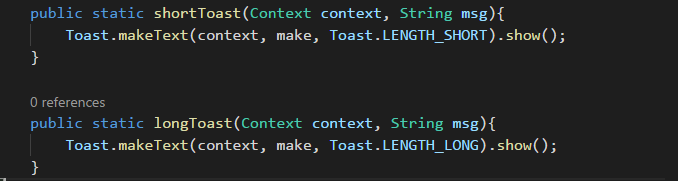 public static shortToast(Context context, String msg){
Toast.makeText(context, make, Toast.LENGTH_SHORT).show();
}
0 references
public static longToast(Context context, String msg){
Toast.makeText(context, make, Toast.LENGTH_LONG).show();
}